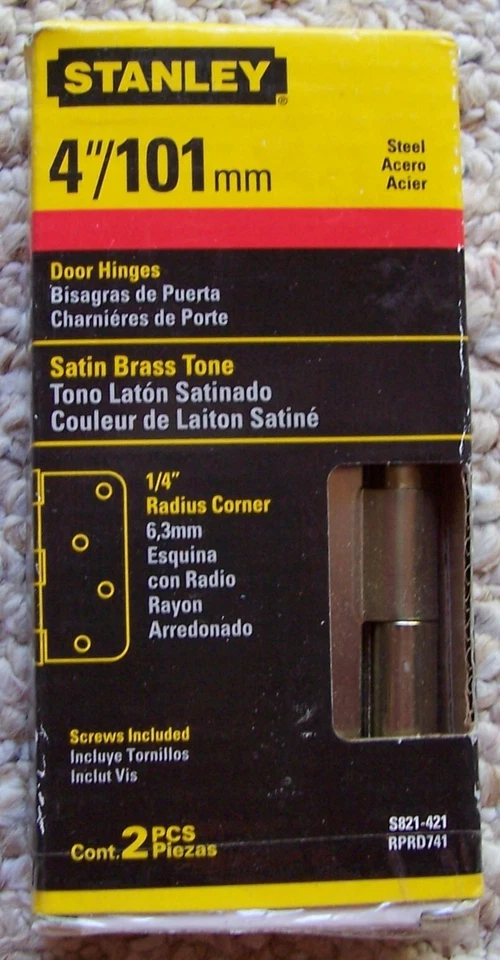 STANLEY®
4"/101mm
Steel
Acero
Acier
Door Hinges
Bisagras de Puerta
Charniéres de Porte
Satin Brass Tone
Tono Latón Satinado
Couleur de Laiton Satiné
1/4"
Radius Corner
6,3mm
Esquina
con Radio
Rayon
Arredonado
Screws Included
Incluye Tornillos
Inclut Vis
Cont. 2 PCS
Piezas
S821-421
RPRD741